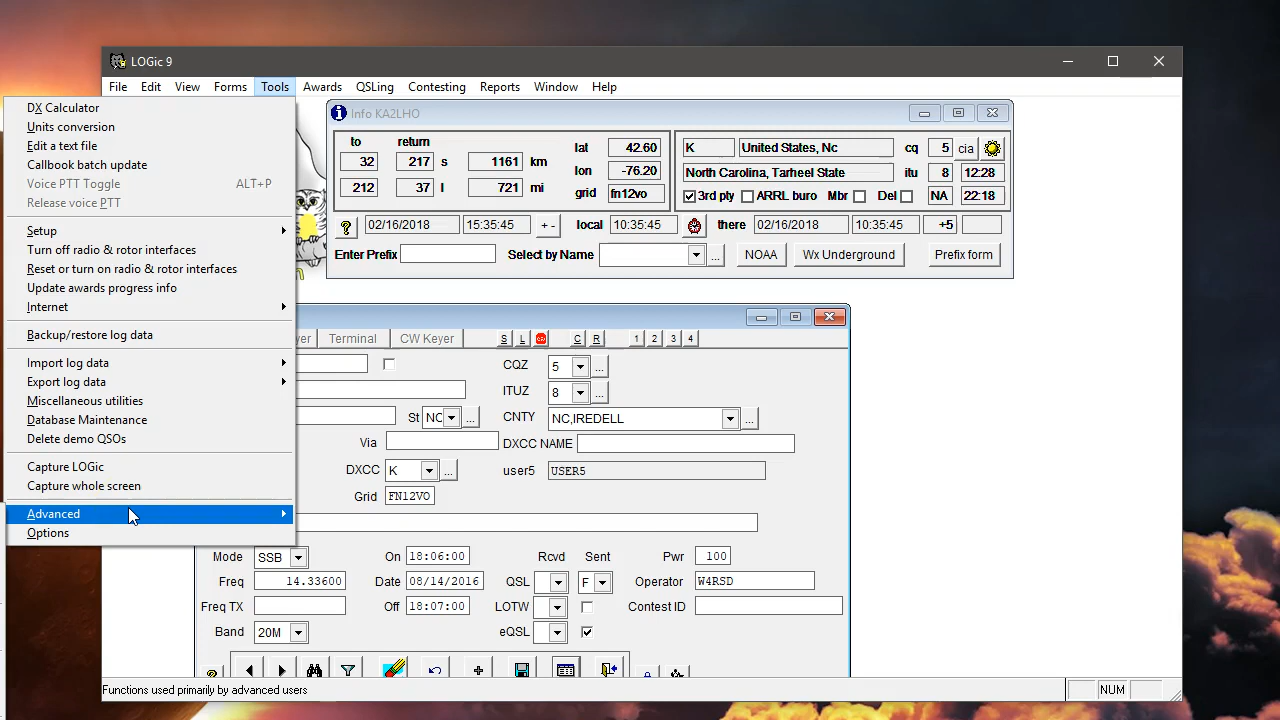 LOGic 9
File Edit View Forms Tools Awards QSLing Contesting Reports Window Help
DX Calculator
Units conversion
Edit a text file
Callbook batch update
Voice PTT Toggle ALT+P
Release voice PTT
Setup
Turn off radio & rotor interfaces
Reset or turn on radio & rotor interfaces
Update awards progress info
Internet
Backup/restore log data
Import log data
Export log data
Miscellaneous utilities
Database Maintenance
Delete demo QSOs
Capture LOGic
Capture whole screen
Advanced
Options
Info KA2LHO
to return lat 42.60 K United States, Nc cq 5 cia
32 217 s 1161 km lon -76.20 North Carolina, Tarheel State itu 8 12:28
212 37 l 721 mi grid fn12vo 3rd pty ARRL buro Mbr Del NA 22:18
? 02/16/2018 15:35:45 + - local 10:35:45 there 02/16/2018 10:35:45 +5
Enter Prefix Select by Name ... NOAA Wx Underground Prefix form
yer Terminal CW Keyer S L C R 1 2 3 4
CQZ 5 ...
ITUZ 8 ...
St NC ... CNTY NC,IREDELL ...
Via DXCC NAME
DXCC K ... user5 USER5
Grid FN12VO
Mode SSB On 18:06:00 Rcvd Sent Pwr 100
Freq 14.33600 Date 08/14/2016 QSL F Operator W4RSD
Freq TX Off 18:07:00 LOTW Contest ID
Band 20M eQSL
Functions used primarily by advanced users NUM